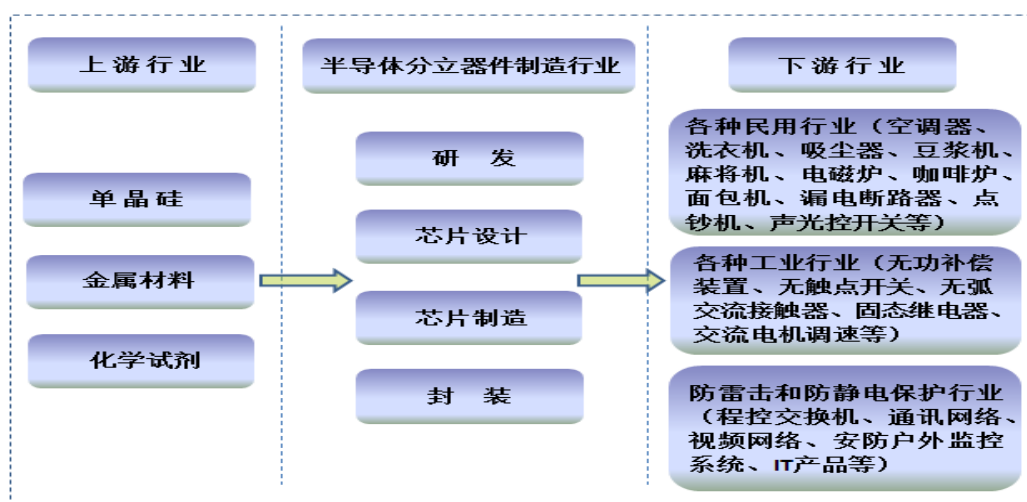 上游行业
单晶硅
金属材料
化学试剂
半导体分立器件制造行业
研 发
芯片设计
芯片制造
封 装
下游行业
各种民用行业（空调器、
洗衣机、吸尘器、豆浆机、
麻将机、电磁炉、咖啡炉、
面包机、漏电断路器、点
钞机、声光控开关等）
各种工业行业（无功补偿
装置、无触点开关、无弧
交流接触器、固态继电器、
交流电机调速等）
防雷击和防静电保护行业
（程控交换机、通讯网络、
视频网络、安防户外监控
系统、IT产品等）